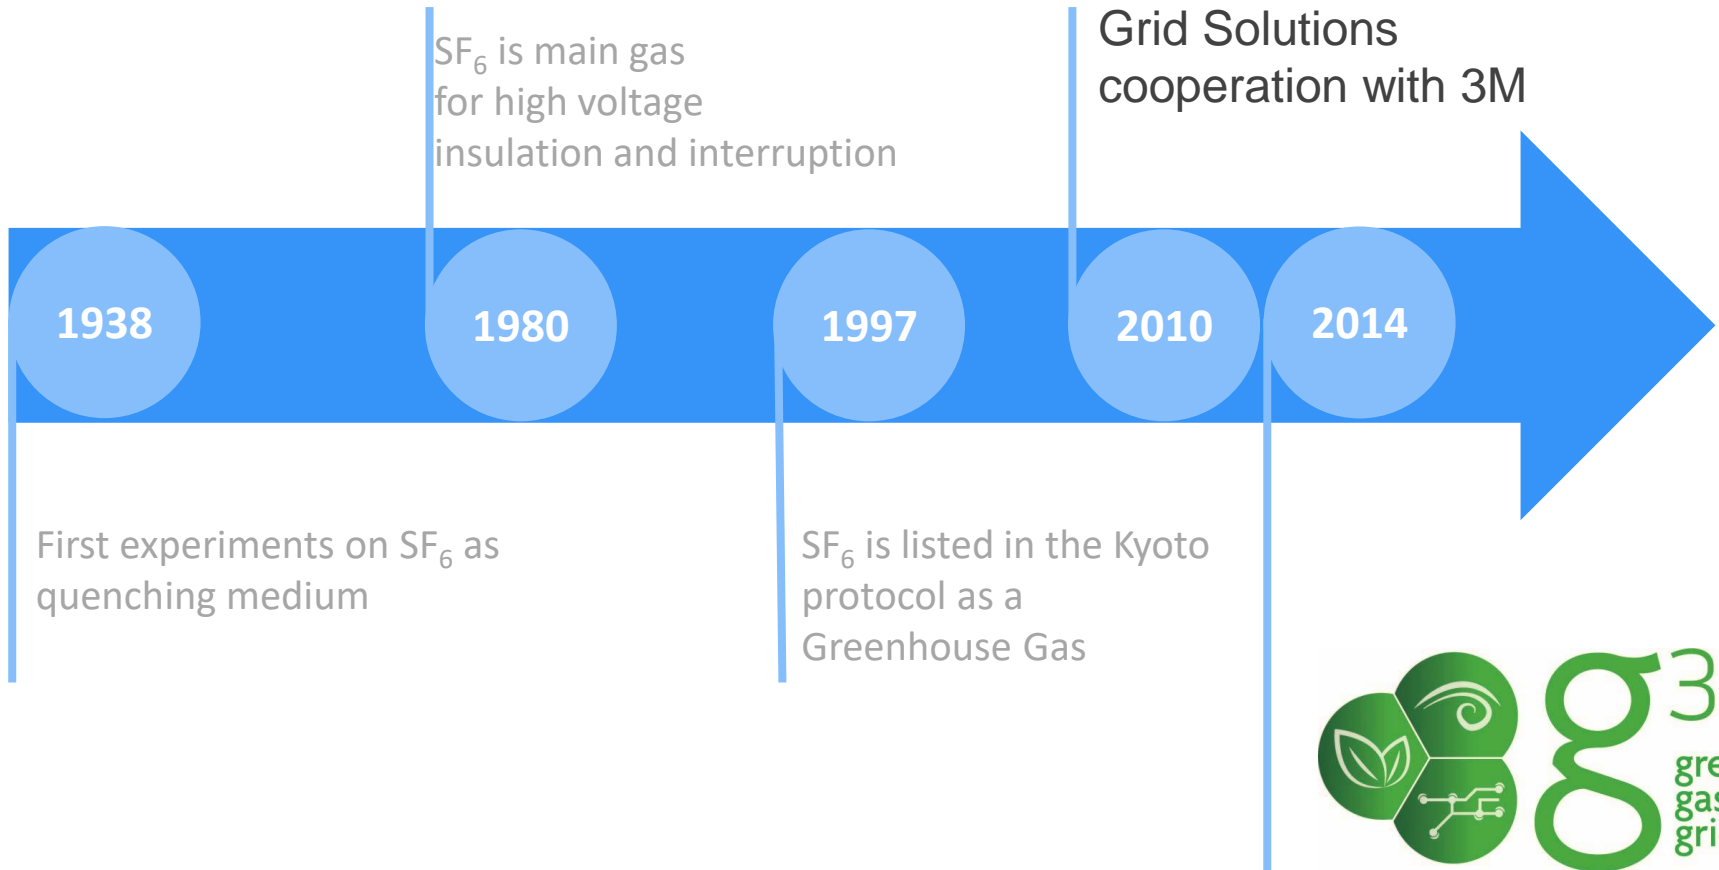 SF₆ is main gas
for high voltage
insulation and interruption
Grid Solutions
cooperation with 3M
1938
1980
1997
2010
2014
First experiments on SF₆ as
quenching medium
SF₆ is listed in the Kyoto
protocol as a
Greenhouse Gas
g³